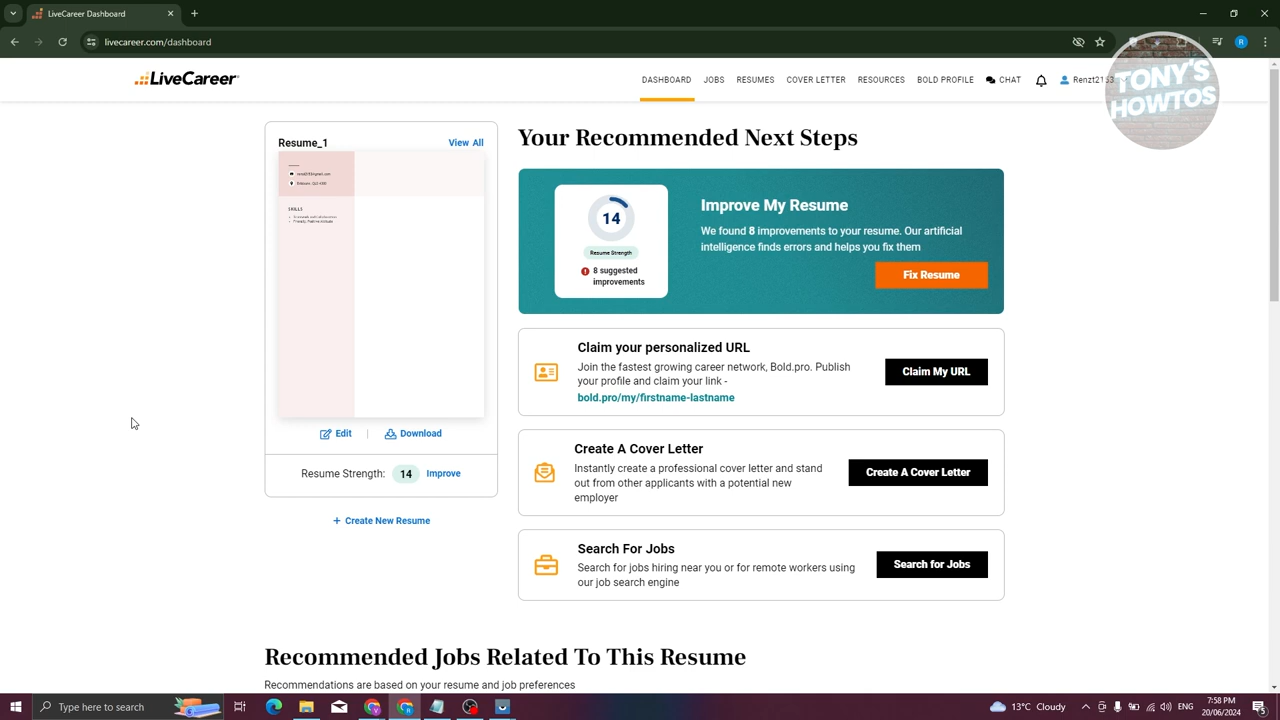 Dashboard | LiveCareer
livecareer.com/dashboard
R
LiveCareer
DASHBOARD
JOBS
RESUMES
COVER LETTER
RESOURCES
BOLD PROFILE
CHAT
TONY'S
HOWTOS
Resume_1
View All
SKILLS
Edit
Download
Resume Strength: 14 Improve
+ Create New Resume
Your Recommended Next Steps
14
Resume Strength
8 suggested
improvements
Improve My Resume
We found 8 improvements to your resume. Our artificial
intelligence finds errors and helps you fix them
Fix Resume
Claim your personalized URL
Join the fastest growing career network, Bold.pro. Publish
your profile and claim your link -
bold.pro/my/firstname-lastname
Claim My URL
Create A Cover Letter
Instantly create a professional cover letter and stand
out from other applicants with a potential new
employer
Create A Cover Letter
Search For Jobs
Search for jobs hiring near you or for remote workers using
our job search engine
Search for Jobs
Recommended Jobs Related To This Resume
Recommendations are based on your resume and job preferences
Type here to search
13°C Cloudy
ENG
7:58 PM
20/06/2024